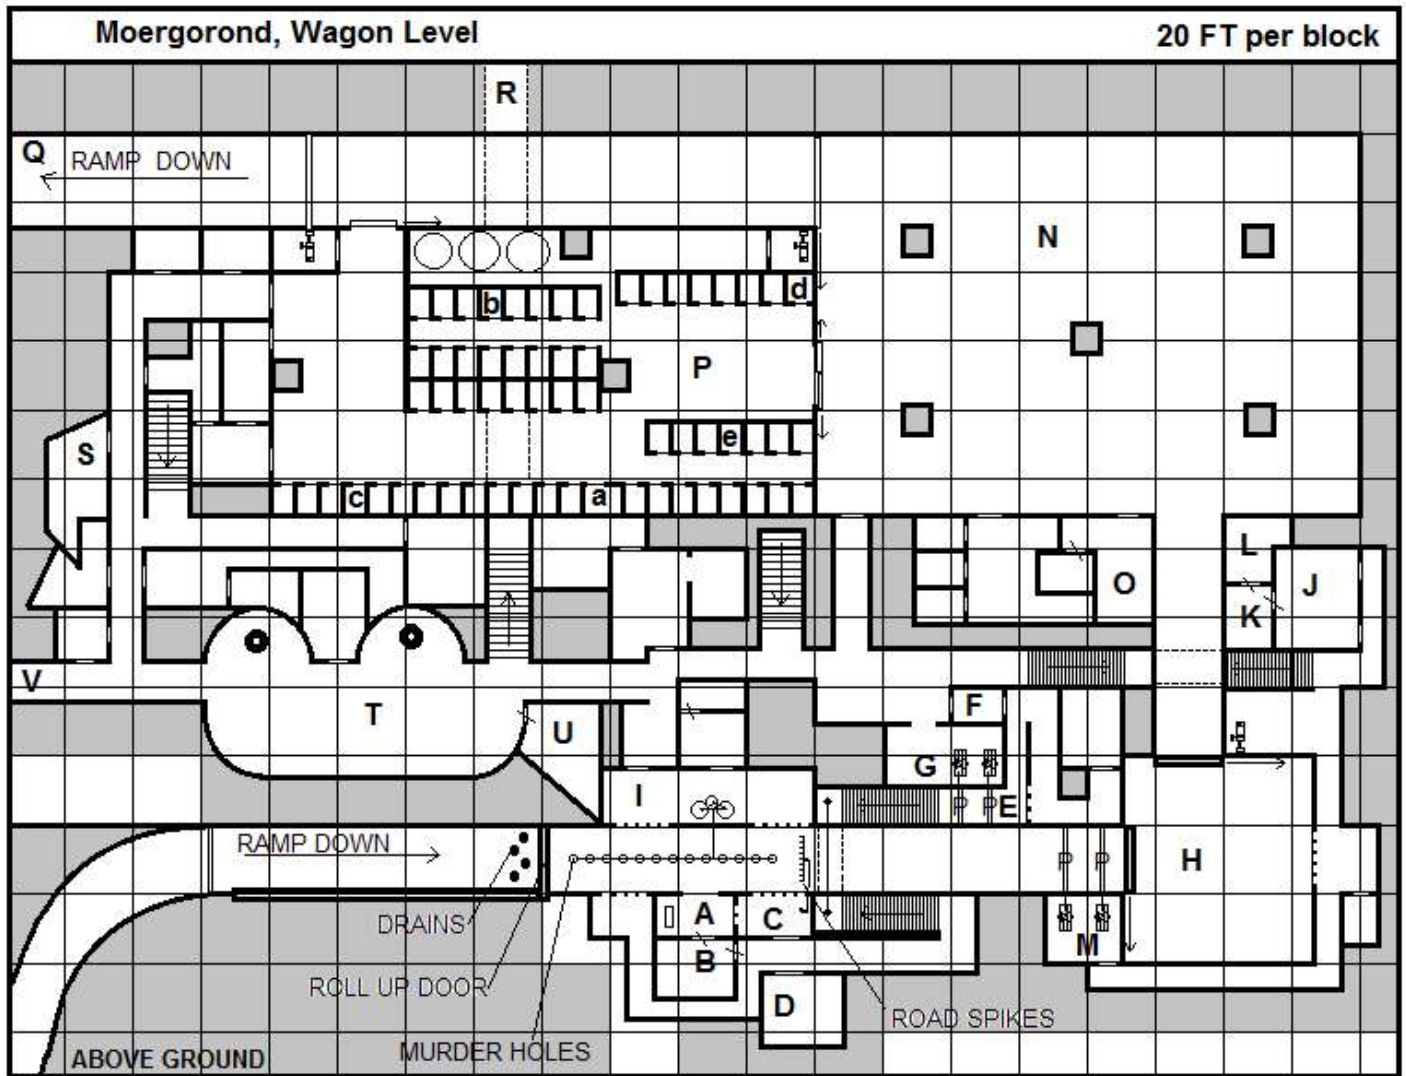 Moergorond, Wagon Level
20 FT per block
R
Q
RAMP DOWN
N
b
d
P
e
S
c
a
L
O
J
K
V
F
T
U
G
I
P
P
E
RAMP DOWN
P
P
H
DRAINS
A
C
M
B
ROLL UP DOOR
D
ROAD SPIKES
ABOVE GROUND
MURDER HOLES